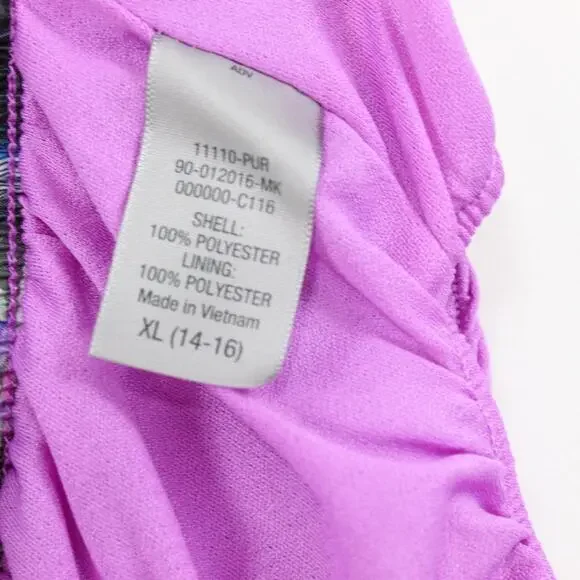 ADV
11110-PUR
90-012016-MK
000000-C116
SHELL:
100% POLYESTER
LINING:
100% POLYESTER
Made in Vietnam
XL (14-16)